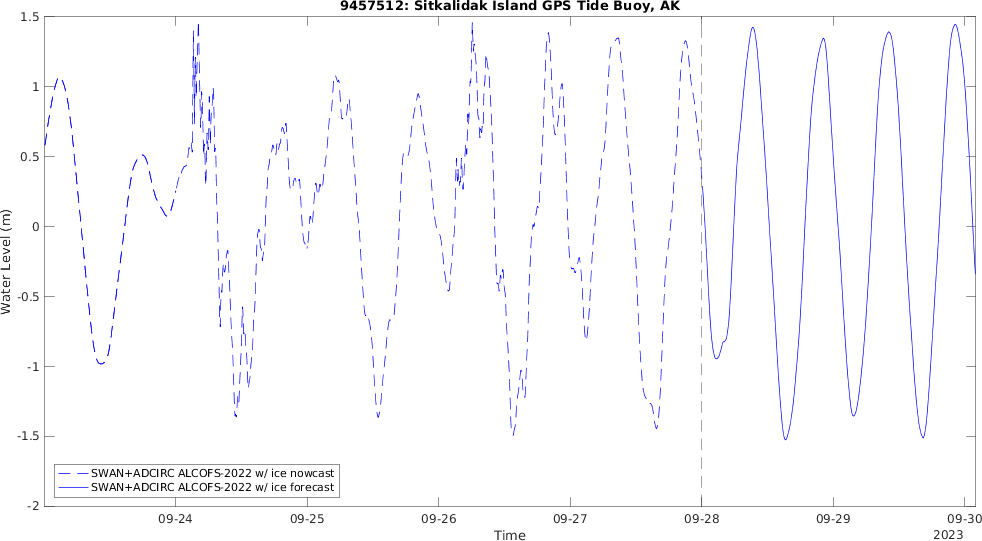 9457512: Sitkalidak Island GPS Tide Buoy, AK
1.5
1
0.5
0
-0.5
-1
-1.5
-2
Water Level (m)
SWAN+ADCIRC ALCOFS-2022 w/ ice nowcast
SWAN+ADCIRC ALCOFS-2022 w/ ice forecast
09-24 09-25 09-26 09-27 09-28 09-29 09-30
Time
2023